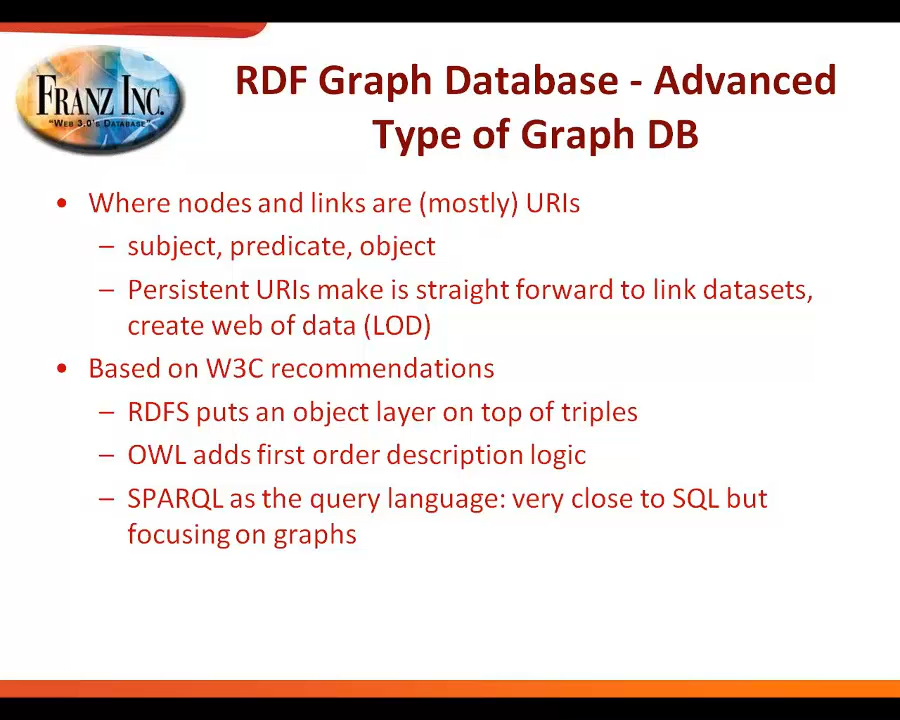 FRANZ INC.
"WEB 3.0'S DATABASE"
RDF Graph Database - Advanced
Type of Graph DB
• Where nodes and links are (mostly) URIs
– subject, predicate, object
– Persistent URIs make is straight forward to link datasets,
create web of data (LOD)
• Based on W3C recommendations
– RDFS puts an object layer on top of triples
– OWL adds first order description logic
– SPARQL as the query language: very close to SQL but
focusing on graphs